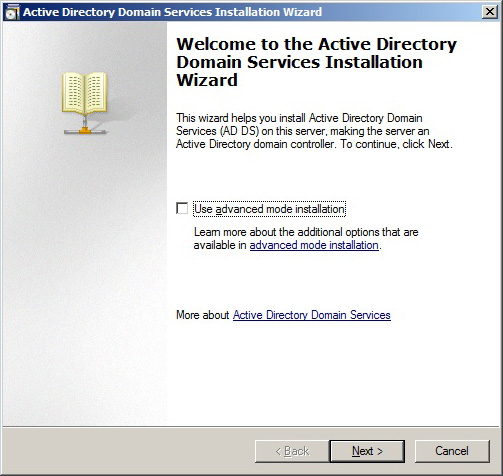 Active Directory Domain Services Installation Wizard
Welcome to the Active Directory
Domain Services Installation
Wizard
This wizard helps you install Active Directory Domain
Services (AD DS) on this server, making the server an
Active Directory domain controller. To continue, click Next.
Use advanced mode installation
Learn more about the additional options that are
available in advanced mode installation.
More about Active Directory Domain Services
< Back
Next >
Cancel